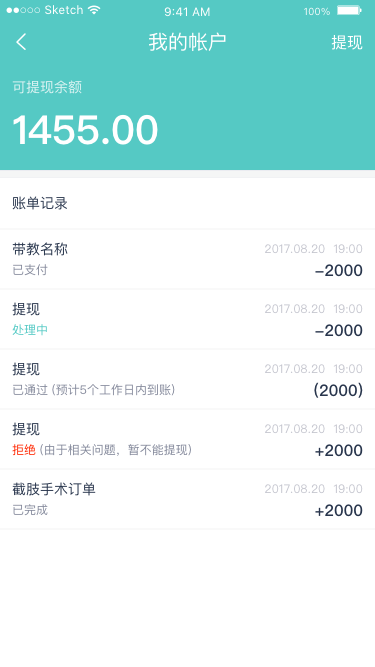 Sketch 9:41 AM 100%
我的帐户 提现
可提现余额
1455.00
账单记录
带教名称 2017.08.20 19:00
已支付 -2000
提现 2017.08.20 19:00
处理中 -2000
提现 2017.08.20 19:00
已通过 (预计5个工作日内到账) (2000)
提现 2017.08.20 19:00
拒绝 (由于相关问题，暂不能提现) +2000
截肢手术订单 2017.08.20 19:00
已完成 +2000